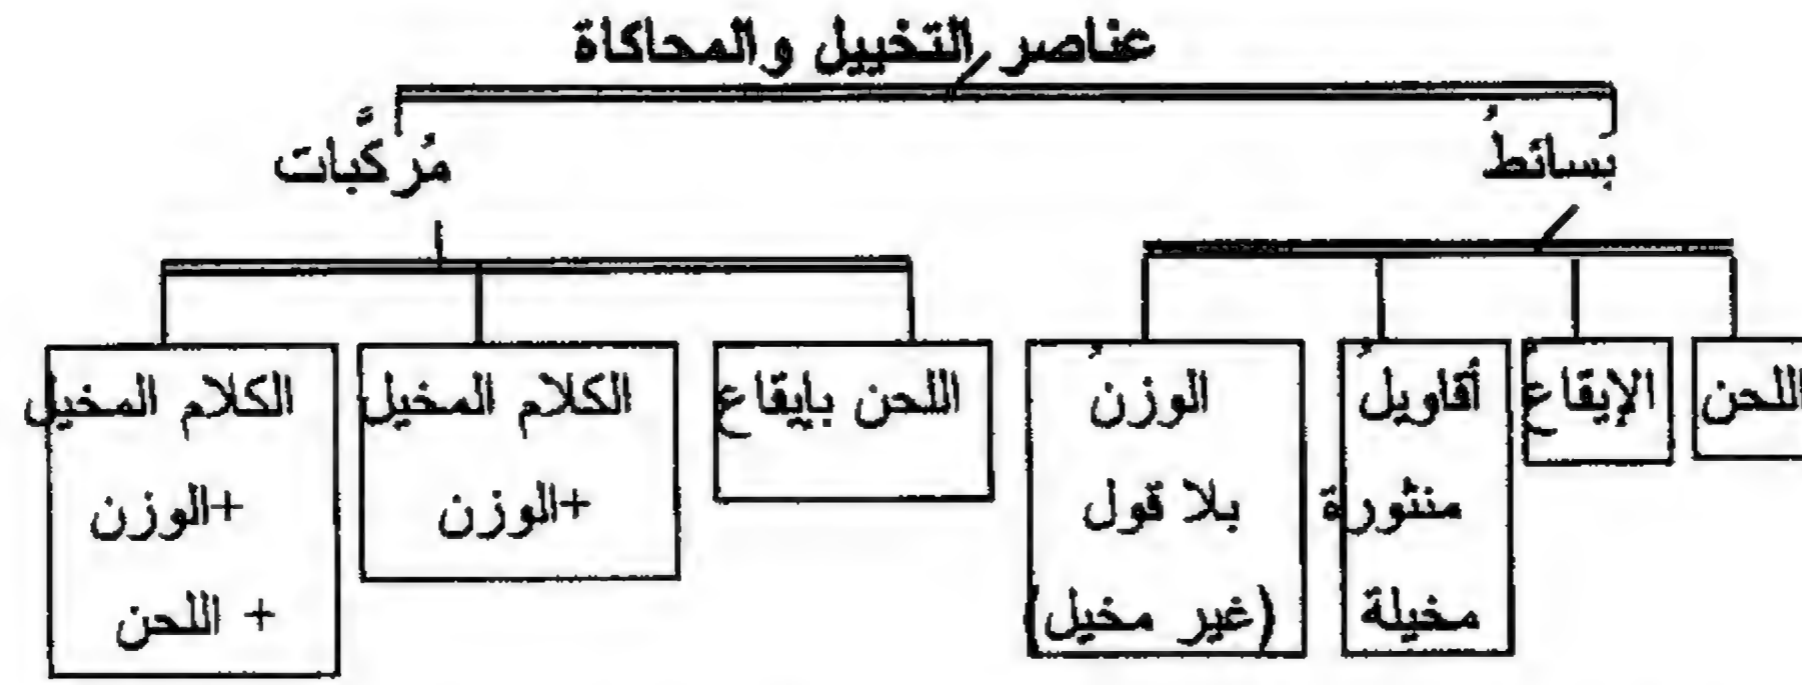 عناصر التخييل والمحاكاة
بسائطُ
مُركَّبات
اللحن
الإيقاعُ
أقاويلُ
منثورة
مخيلة
الوزنُ
بلا قول
(غير مخيل)
اللحن بايقاع
الكلام المخيل
+الوزن
الكلام المخيل
+الوزن
+ اللحن